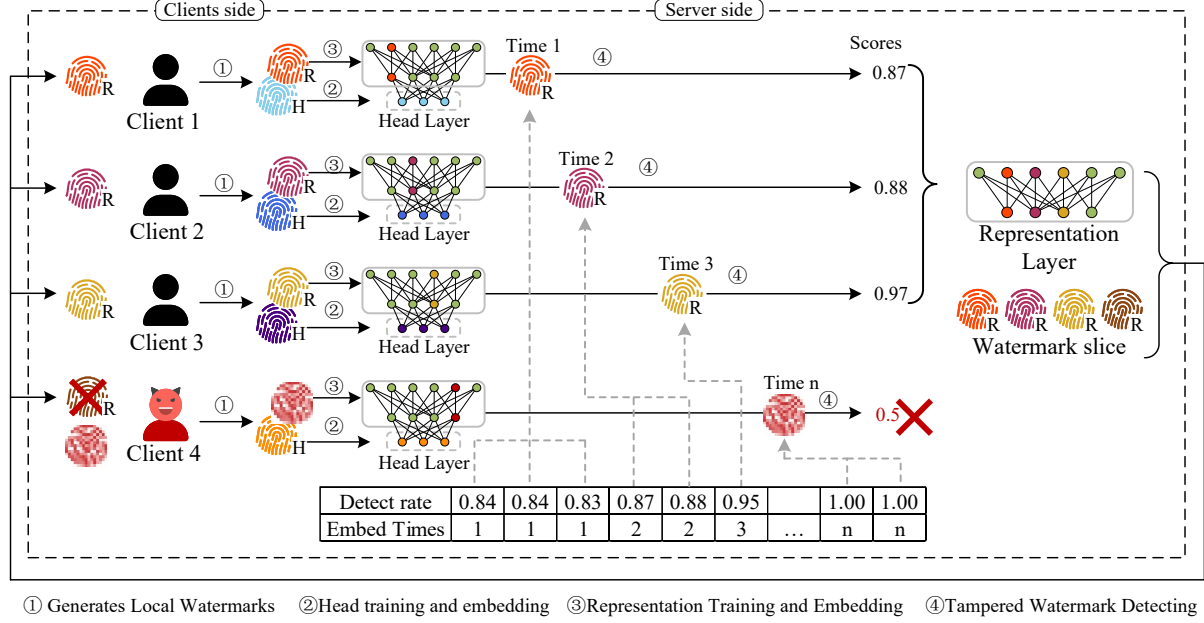 Clients side
Server side
R
Client 1
①
R
H
③
②
Head Layer
Time 1
R
④
Scores
0.87
R
Client 2
①
R
H
③
②
Head Layer
Time 2
R
④
0.88
R
Client 3
①
R
H
③
②
Head Layer
Time 3
R
④
0.97
Representation
Layer
R R R R
Watermark slice
R
Client 4
①
H
③
②
Head Layer
Time n
④
0.5
Detect rate 0.84 0.84 0.83 0.87 0.88 0.95 1.00 1.00
Embed Times 1 1 1 2 2 3 … n n
① Generates Local Watermarks ②Head training and embedding ③Representation Training and Embedding ④Tampered Watermark Detecting